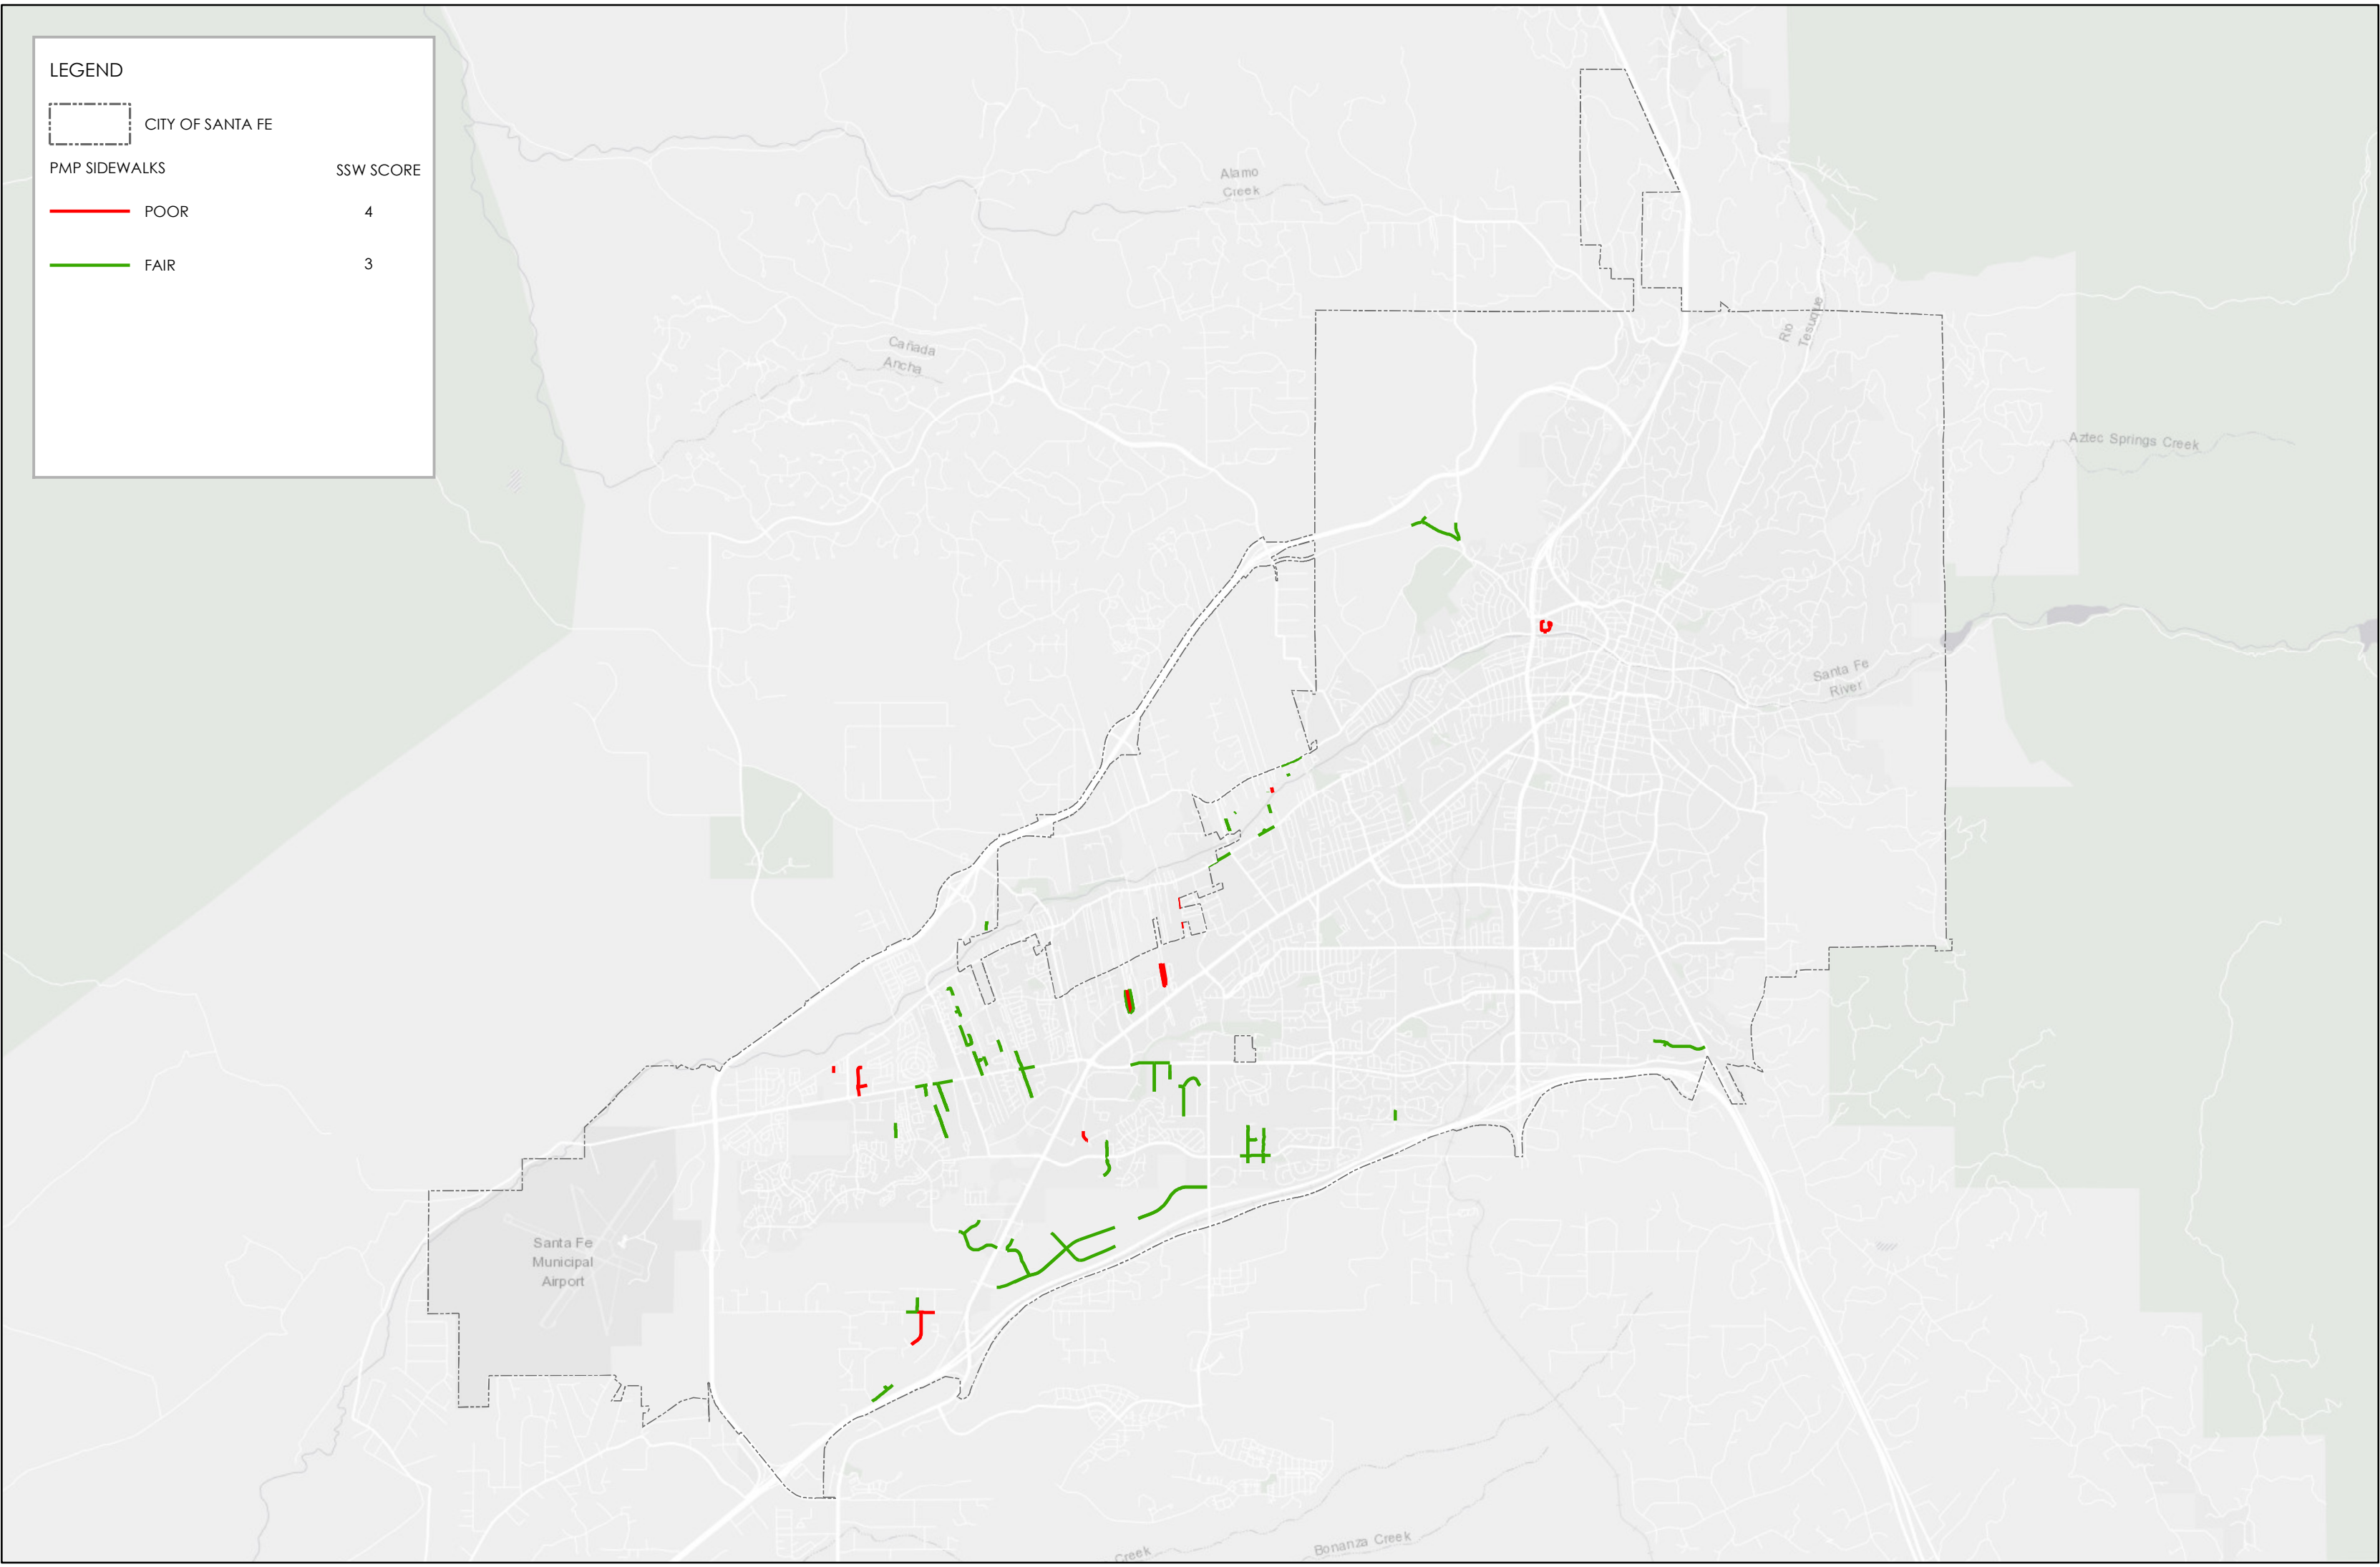 LEGEND
CITY OF SANTA FE
PMP SIDEWALKS
SSW SCORE
POOR
4
FAIR
3
Alamo
Creek
Cañada
Ancha
Rio
Tesuque
Aztec Springs Creek
Santa Fe
River
Santa Fe
Municipal
Airport
Creek
Bonanza Creek